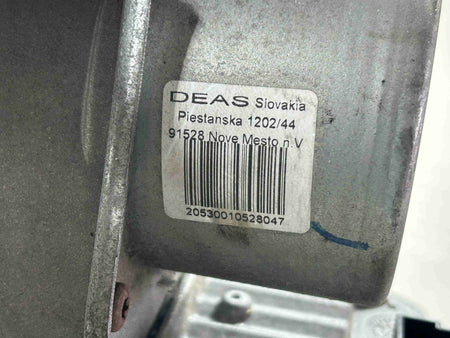 DEAS Slovakia
Piestanska 1202/44
91528 Nove Mesto n.V
20530010528047